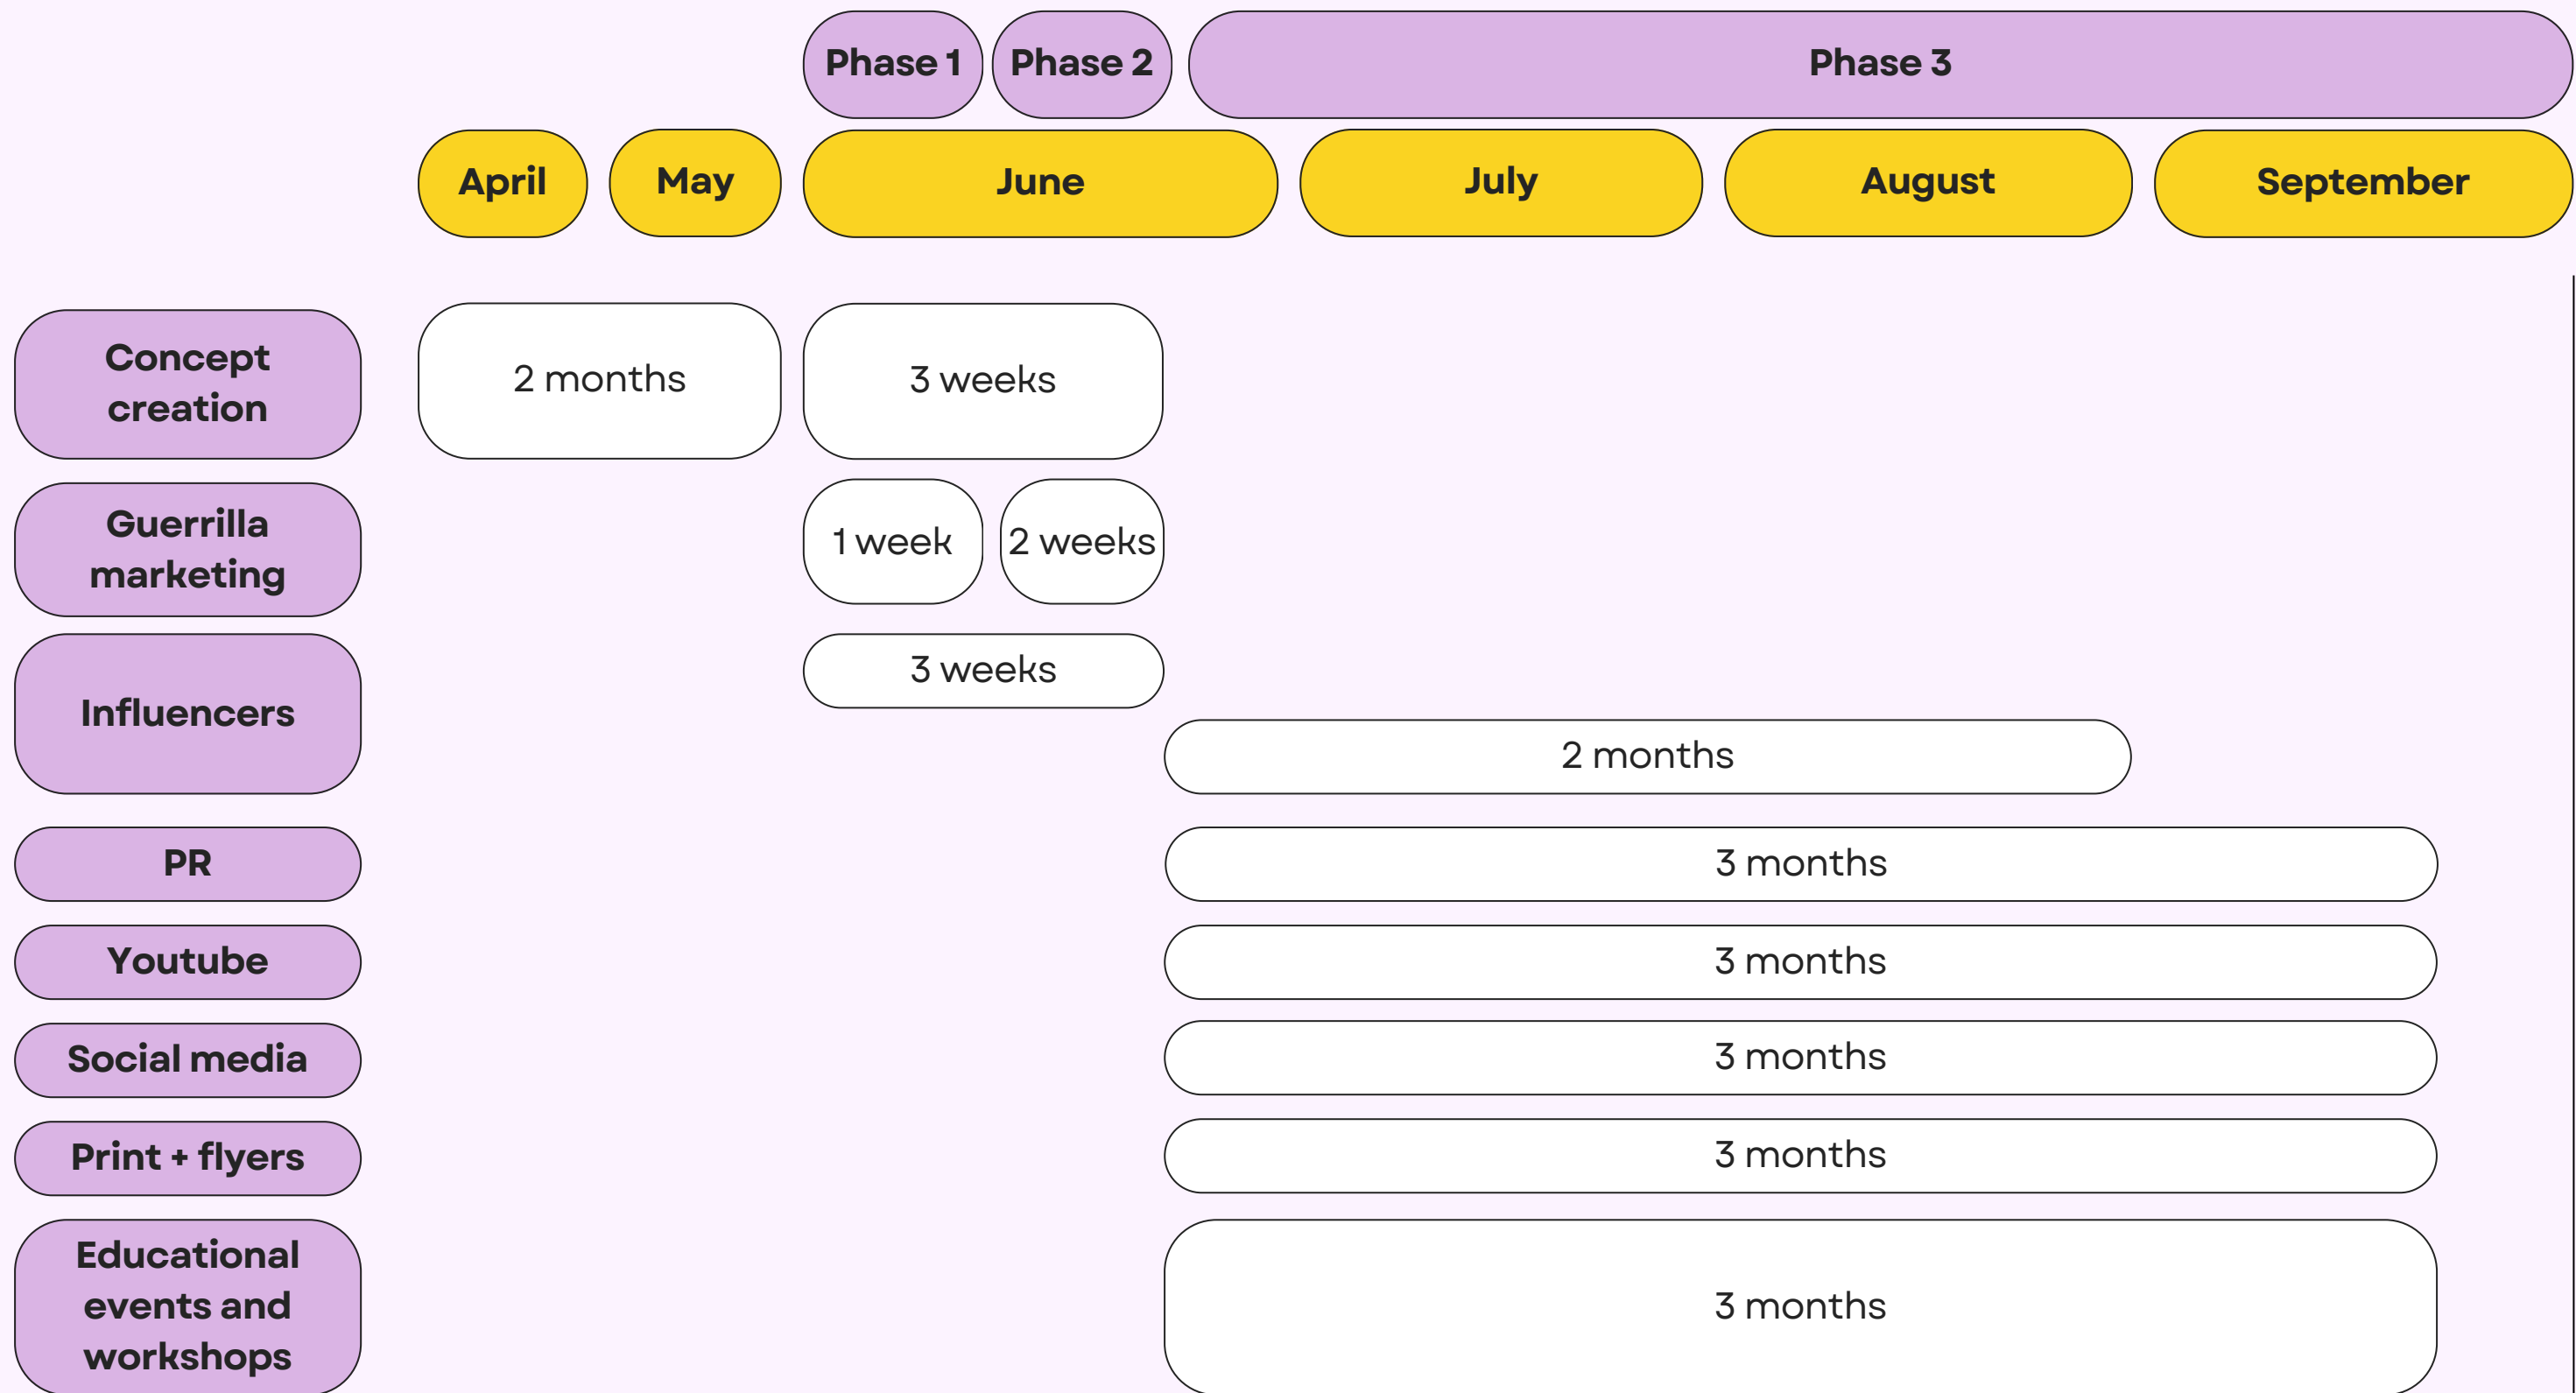 Phase 1 Phase 2 Phase 3
April May June July August September
Concept
creation
2 months 3 weeks
Guerrilla
marketing
1 week 2 weeks
Influencers
3 weeks
2 months
PR
3 months
Youtube
3 months
Social media
3 months
Print + flyers
3 months
Educational
events and
workshops
3 months